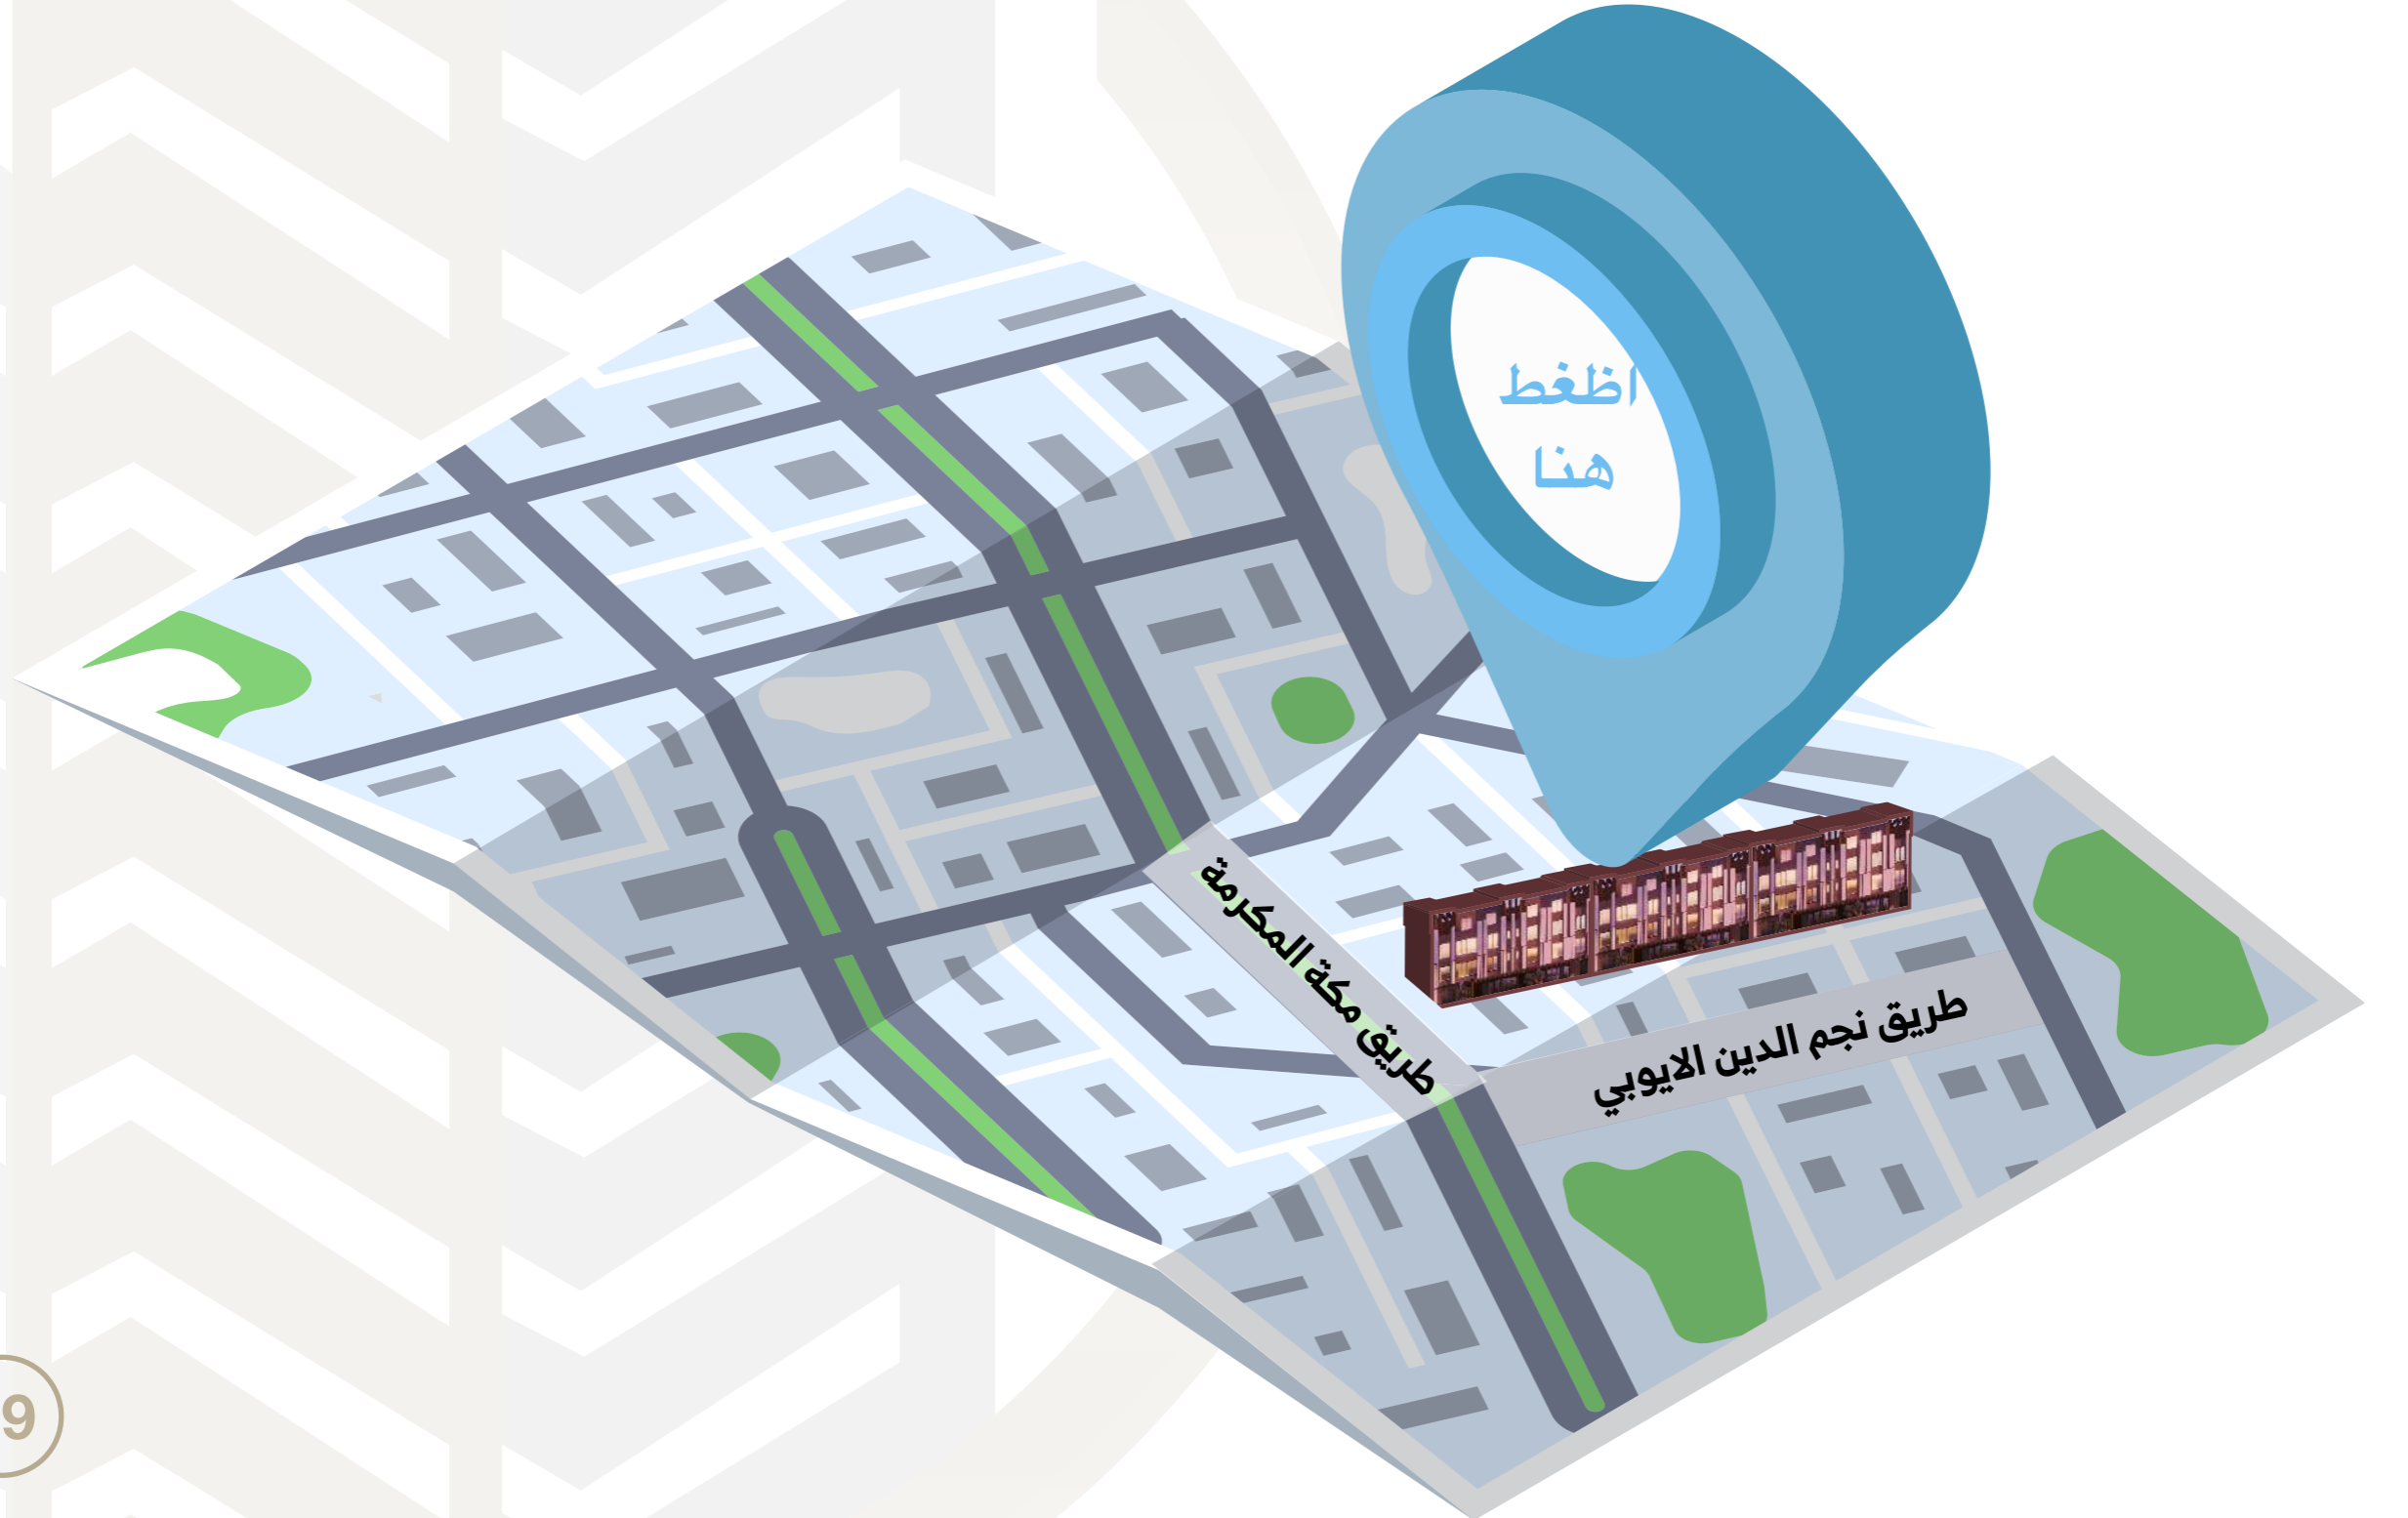 اظغط
هنا
طريق مكة المكرمة
طريق نجم الدين الايوبي
9